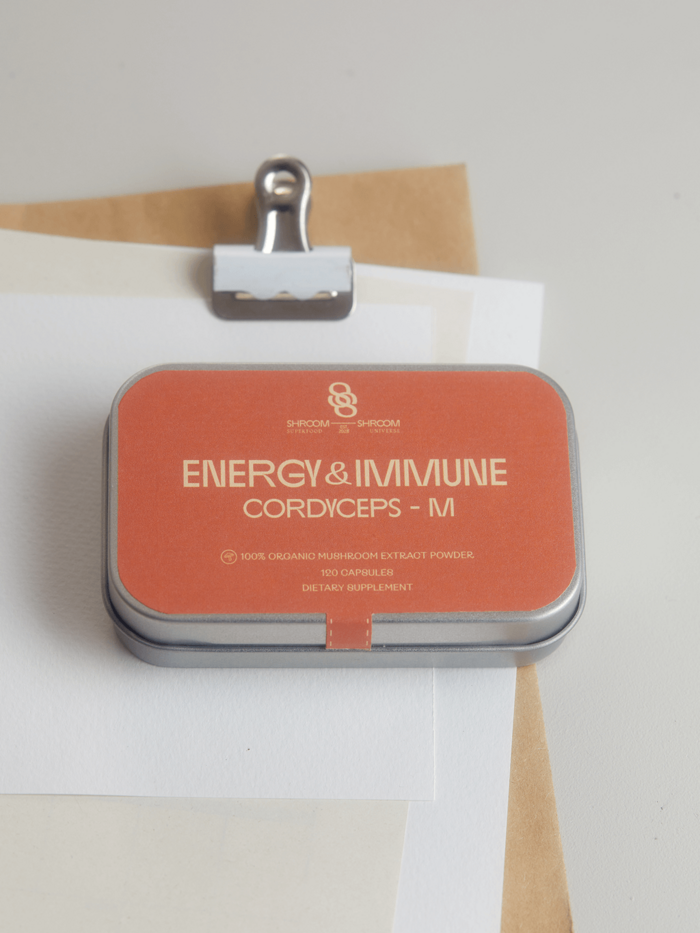 SHROOM SHROOM
SUPERFOOD UNIVERSE
ENERGY & IMMUNE
CORDYCEPS - M
100% ORGANIC MUSHROOM EXTRACT POWDER
120 CAPSULES
DIETARY SUPPLEMENT